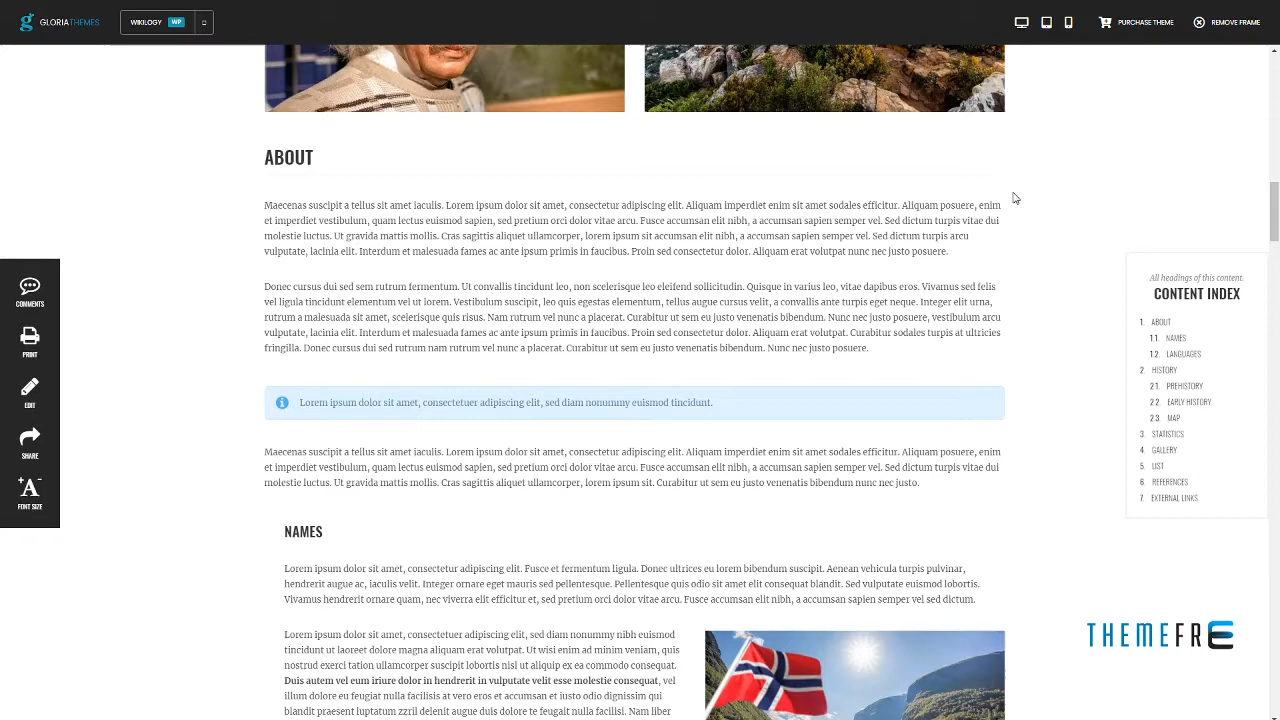 GLORIATHEMES
WIKILOGY WP
PURCHASE THEME
REMOVE FRAME
ABOUT
Maecenas suscipit a tellus sit amet iaculis. Lorem ipsum dolor sit amet, consectetur adipiscing elit. Aliquam imperdiet enim sit amet sodales efficitur. Aliquam posuere, enim
et imperdiet vestibulum, quam lectus euismod sapien, sed pretium orci dolor vitae arcu. Fusce accumsan elit nibh, a accumsan sapien semper vel. Sed dictum turpis arcu dui
molestie luctus. Ut gravida mattis mollis. Cras sagittis aliquet ullamcorper, lorem ipsum sit accumsan elit nibh, a accumsan sapien semper vel. Sed dictum turpis arcu
vulputate, lacinia elit. Interdum et malesuada fames ac ante ipsum primis in faucibus. Proin sed consectetur dolor. Aliquam erat volutpat nunc nec justo posuere.
Donec cursus dui sed sem rutrum fermentum. Ut convallis tincidunt leo, non scelerisque leo eleifend sollicitudin. Quisque in varius leo, vitae dapibus eros. Vivamus sed felis
vel ligula tincidunt elementum vel ut lorem. Vestibulum suscipit, leo quis egestas elementum, tellus augue cursus velit, a convallis ante turpis eget neque. Integer elit urna,
rutrum a malesuada sit amet, scelerisque quis risus. Nam rutrum vel nunc a placerat. Curabitur ut sem eu justo venenatis bibendum. Nunc nec justo posuere, vestibulum arcu
vulputate, lacinia elit. Interdum et malesuada fames ac ante ipsum primis in faucibus. Proin sed consectetur dolor. Aliquam erat volutpat. Curabitur sodales turpis at ultricies
fringilla. Donec cursus dui sed rutrum nam rutrum vel nunc a placerat. Curabitur ut sem eu justo venenatis bibendum. Nunc nec justo posuere.
Lorem ipsum dolor sit amet, consectetuer adipiscing elit, sed diam nonummy euismod tincidunt.
Maecenas suscipit a tellus sit amet iaculis. Lorem ipsum dolor sit amet, consectetur adipiscing elit. Aliquam imperdiet enim sit amet sodales efficitur. Aliquam posuere, enim
et imperdiet vestibulum, quam lectus euismod sapien, sed pretium orci dolor vitae arcu. Fusce accumsan elit nibh, a accumsan sapien semper vel. Sed dictum turpis arcu dui
molestie luctus. Ut gravida mattis mollis. Cras sagittis aliquet ullamcorper, lorem ipsum sit. Curabitur ut sem eu justo venenatis bibendum nunc nec justo.
NAMES
Lorem ipsum dolor sit amet, consectetur adipiscing elit. Fusce et fermentum ligula. Donec ultrices eu lorem bibendum suscipit. Aenean vehicula turpis pulvinar,
hendrerit augue ac, iaculis velit. Integer ornare eget mauris sed pellentesque. Pellentesque quis odio sit amet elit consequat blandit. Sed vulputate euismod lobortis.
Vivamus hendrerit ornare quam, nec viverra elit efficitur et, sed pretium orci dolor vitae arcu. Fusce accumsan elit nibh, a accumsan sapien semper vel sed dictum.
Lorem ipsum dolor sit amet, consectetuer adipiscing elit, sed diam nonummy nibh euismod
tincidunt ut laoreet dolore magna aliquam erat volutpat. Ut wisi enim ad minim veniam, quis
nostrud exerci tation ullamcorper suscipit lobortis nisl ut aliquip ex ea commodo consequat.
Duis autem vel eum iriure dolor in hendrerit in vulputate velit esse molestie consequat, vel
illum dolore eu feugiat nulla facilisis at vero eros et accumsan et iusto odio dignissim qui
blandit praesent luptatum zzril delenit augue duis dolore te feugait nulla facilisi. Nam liber
COMMENTS
PRINT
EDIT
SHARE
+A
FONT SIZE
All headings of this content.
CONTENT INDEX
1. ABOUT
1.1. NAMES
1.2. LANGUAGES
2. HISTORY
2.1. PREHISTORY
2.2. EARLY HISTORY
2.3. MAP
3. STATISTICS
4. GALLERY
5. LIST
6. REFERENCES
7. EXTERNAL LINKS
THEMEFRE